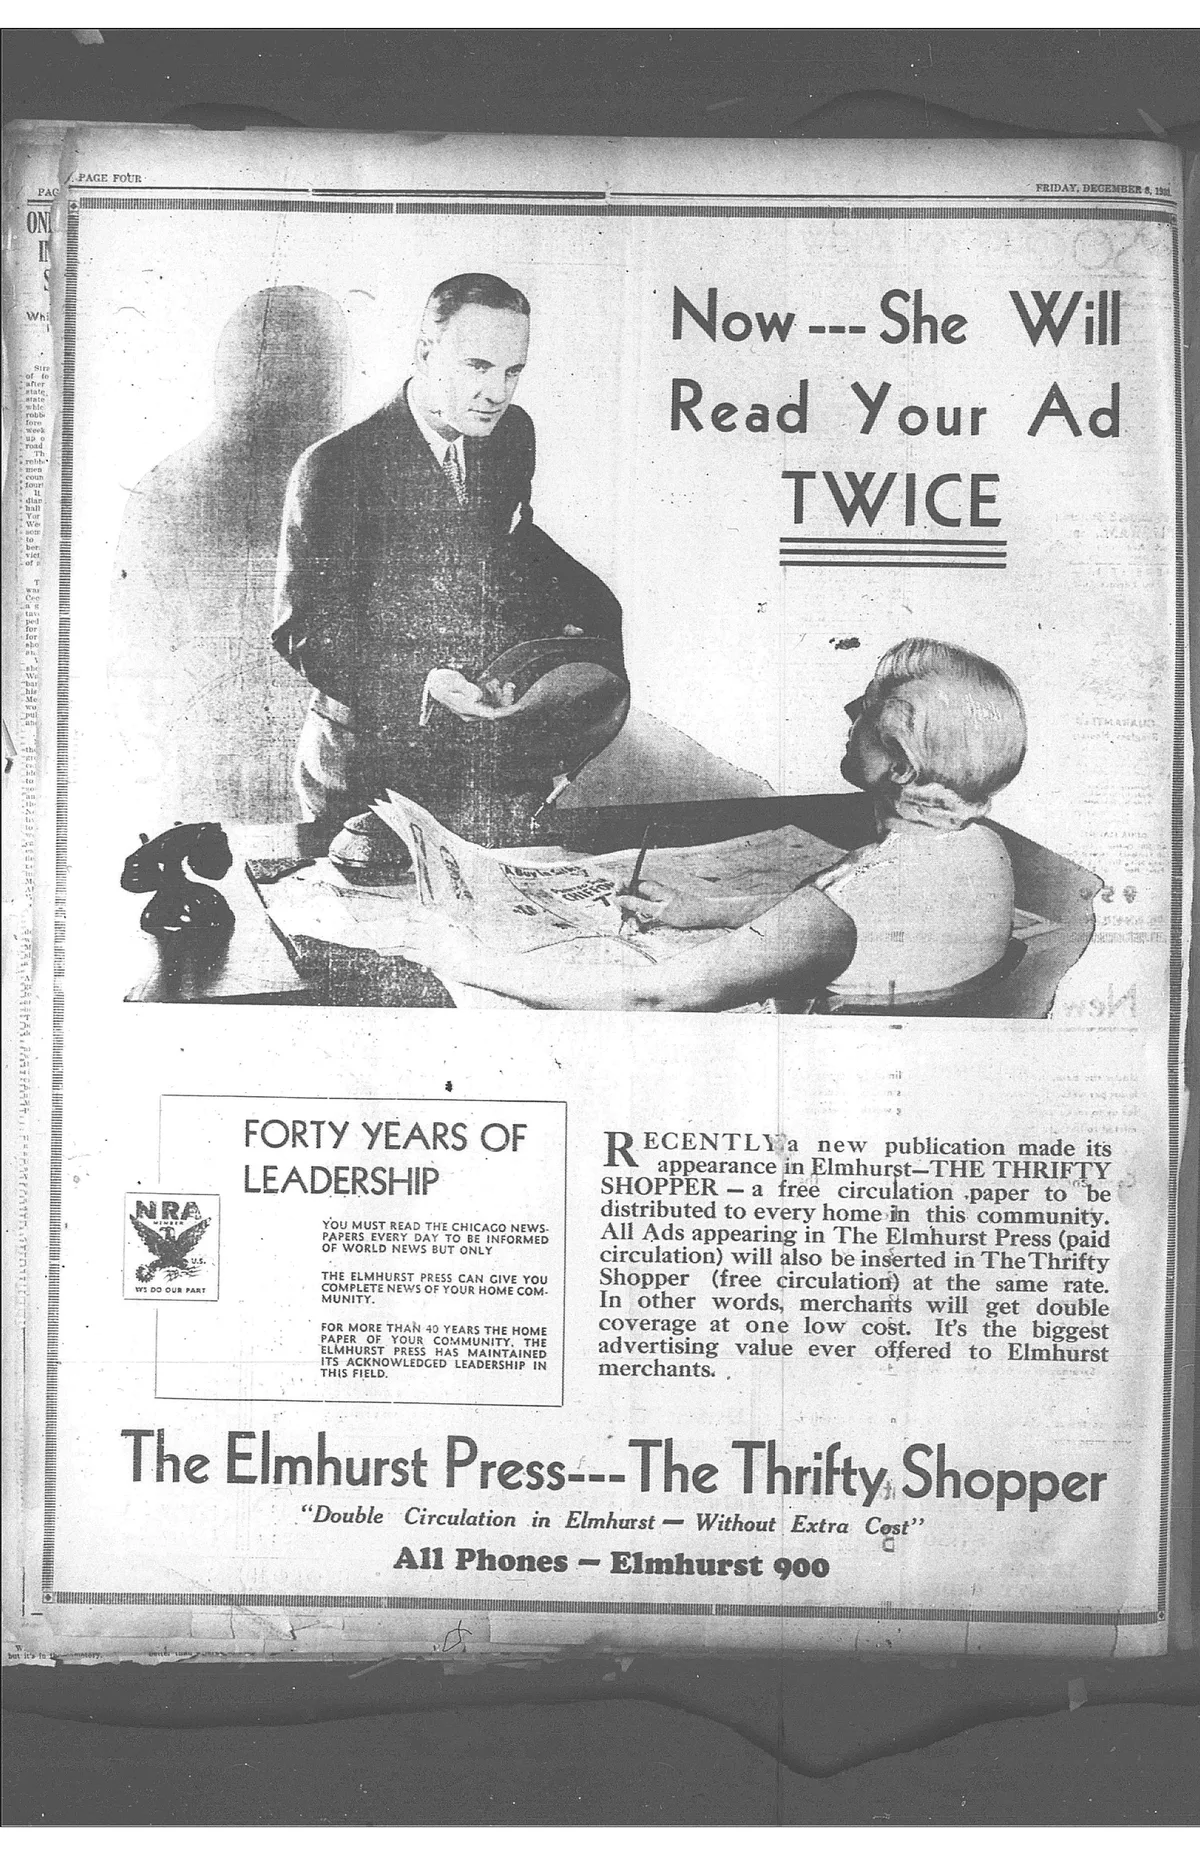 PAGE FOUR
FRIDAY, DECEMBER 8,
Now --- She Will
Read Your Ad
TWICE
FORTY YEARS OF
LEADERSHIP
NRA
MEMBER
U.S.
WE DO OUR PART
YOU MUST READ THE CHICAGO NEWS-
PAPERS EVERY DAY TO BE INFORMED
OF WORLD NEWS BUT ONLY
THE ELMHURST PRESS CAN GIVE YOU
COMPLETE NEWS OF YOUR HOME COM-
MUNITY.
FOR MORE THAN 40 YEARS THE HOME
PAPER OF YOUR COMMUNITY, THE
ELMHURST PRESS HAS MAINTAINED
ITS ACKNOWLEDGED LEADERSHIP IN
THIS FIELD.
RECENTLY a new publication made its
appearance in Elmhurst—THE THRIFTY
SHOPPER — a free circulation paper to be
distributed to every home in this community.
All Ads appearing in The Elmhurst Press (paid
circulation) will also be inserted in The Thrifty
Shopper (free circulation) at the same rate.
In other words, merchants will get double
coverage at one low cost. It's the biggest
advertising value ever offered to Elmhurst
merchants.
The Elmhurst Press---The Thrifty Shopper
"Double Circulation in Elmhurst — Without Extra Cost"
All Phones — Elmhurst 900